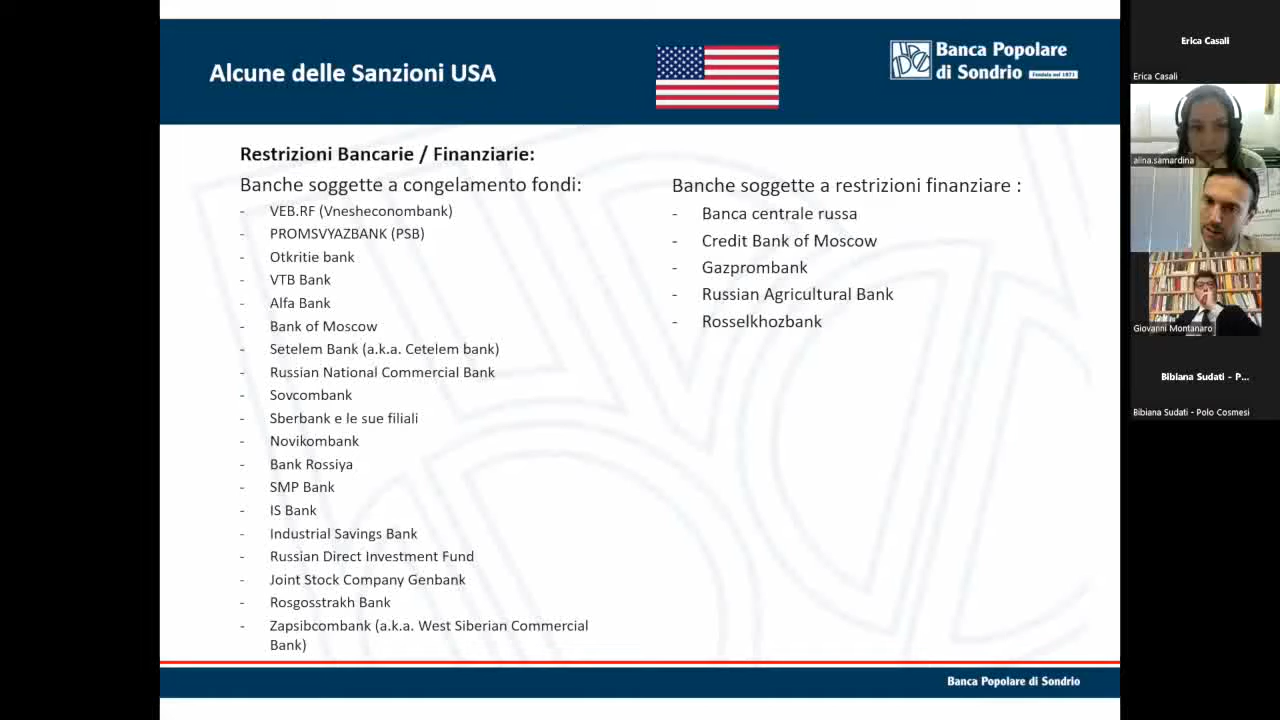 Alcune delle Sanzioni USA
Banca Popolare
di Sondrio Fondata nel 1871
Restrizioni Bancarie / Finanziarie:
Banche soggette a congelamento fondi:
- VEB.RF (Vnesheconombank)
- PROMSVYAZBANK (PSB)
- Otkritie bank
- VTB Bank
- Alfa Bank
- Bank of Moscow
- Setelem Bank (a.k.a. Cetelem bank)
- Russian National Commercial Bank
- Sovcombank
- Sberbank e le sue filiali
- Novikombank
- Bank Rossiya
- SMP Bank
- IS Bank
- Industrial Savings Bank
- Russian Direct Investment Fund
- Joint Stock Company Genbank
- Rosgosstrakh Bank
- Zapsibcombank (a.k.a. West Siberian Commercial
Bank)
Banche soggette a restrizioni finanziare :
- Banca centrale russa
- Credit Bank of Moscow
- Gazprombank
- Russian Agricultural Bank
- Rosselkhozbank
Banca Popolare di Sondrio
Erica Casali
Erica Casali
alina.samardina
Giovanni Montanaro
Bibiana Sudati - P...
Bibiana Sudati - Polo Cosmesi